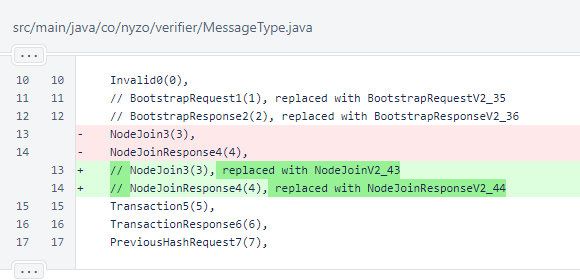 src/main/java/co/nyzo/verifier/MessageType.java
...
10 10 Invalid0(0),
11 11 // BootstrapRequest1(1), replaced with BootstrapRequestV2_35
12 12 // BootstrapResponse2(2), replaced with BootstrapResponseV2_36
13 - NodeJoin3(3),
14 - NodeJoinResponse4(4),
13 + // NodeJoin3(3), replaced with NodeJoinV2_43
14 + // NodeJoinResponse4(4), replaced with NodeJoinResponseV2_44
15 15 Transaction5(5),
16 16 TransactionResponse6(6),
17 17 PreviousHashRequest7(7),
...